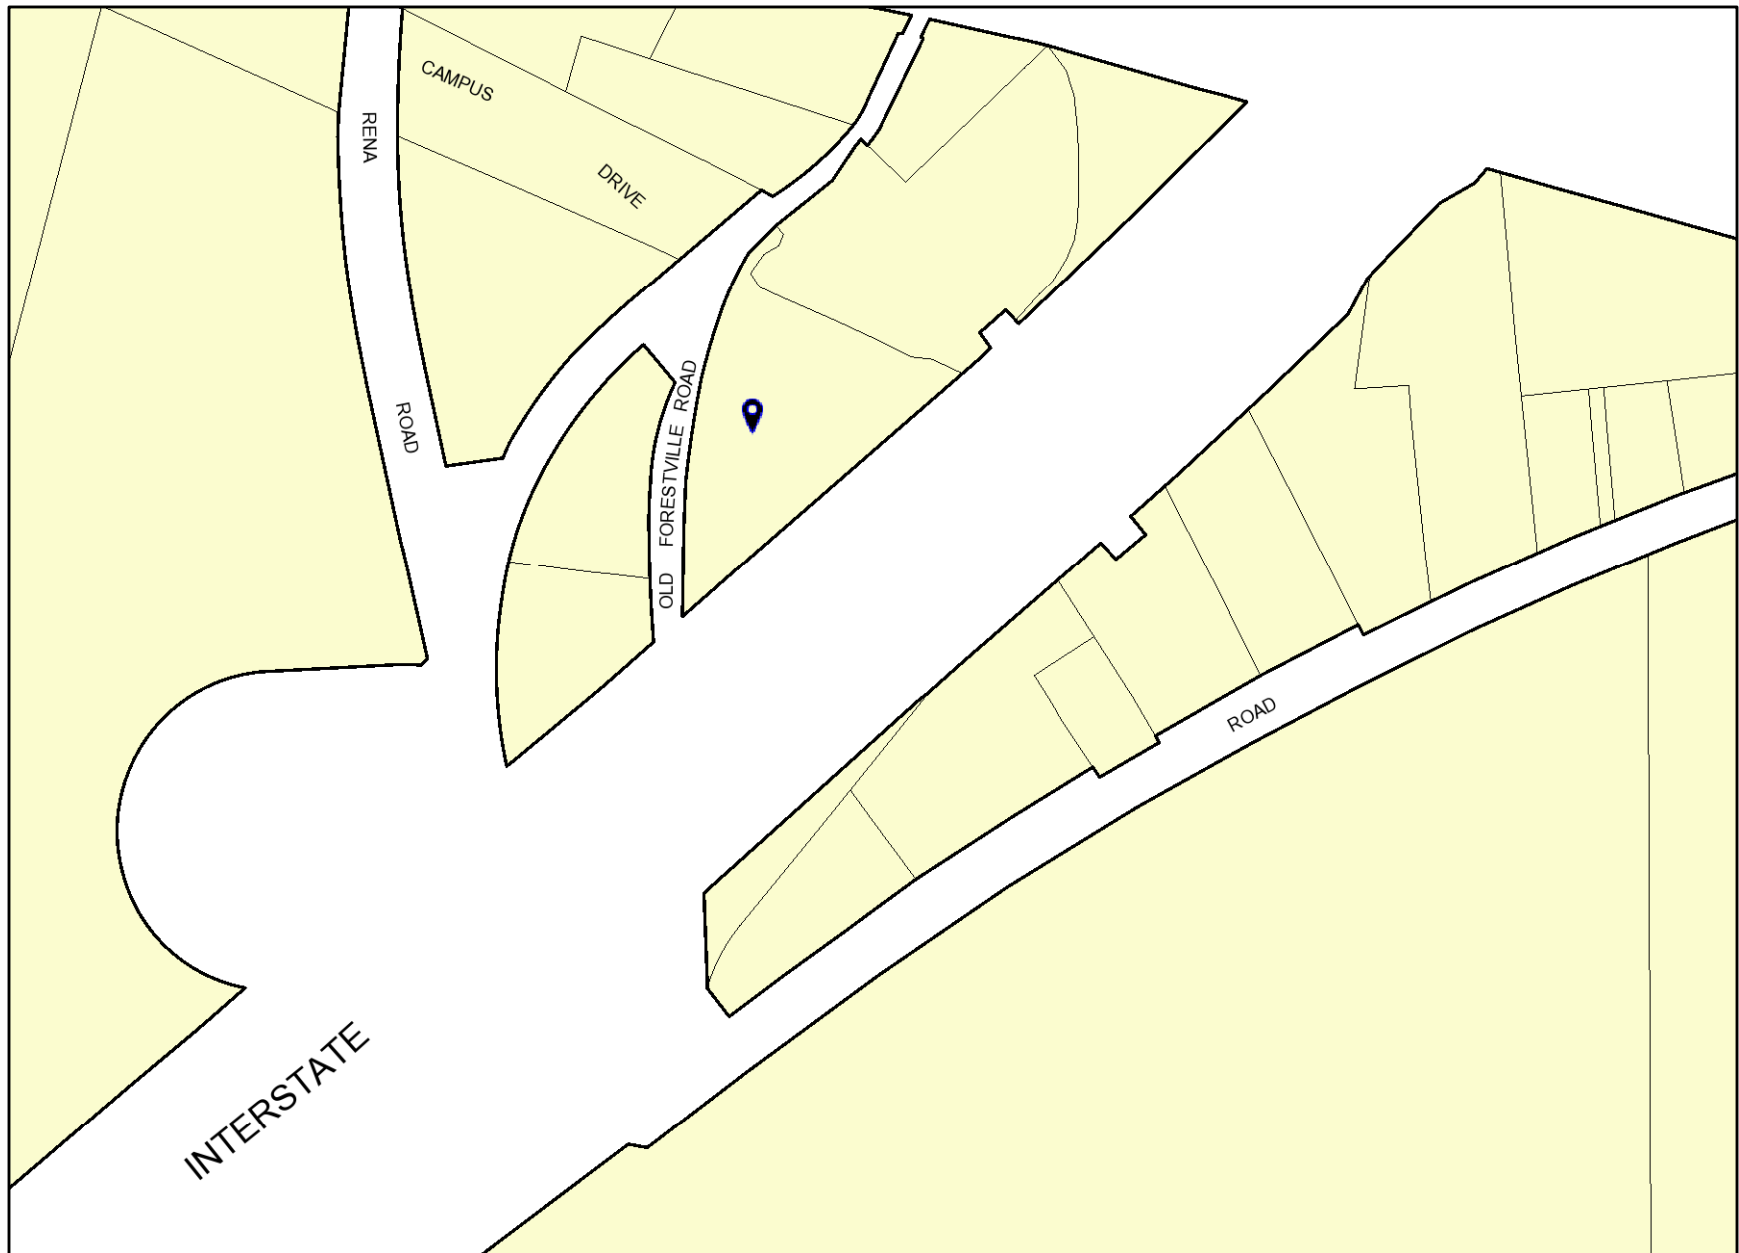 CAMPUS
DRIVE
RENA
ROAD
OLD FORESTVILLE ROAD
ROAD
INTERSTATE